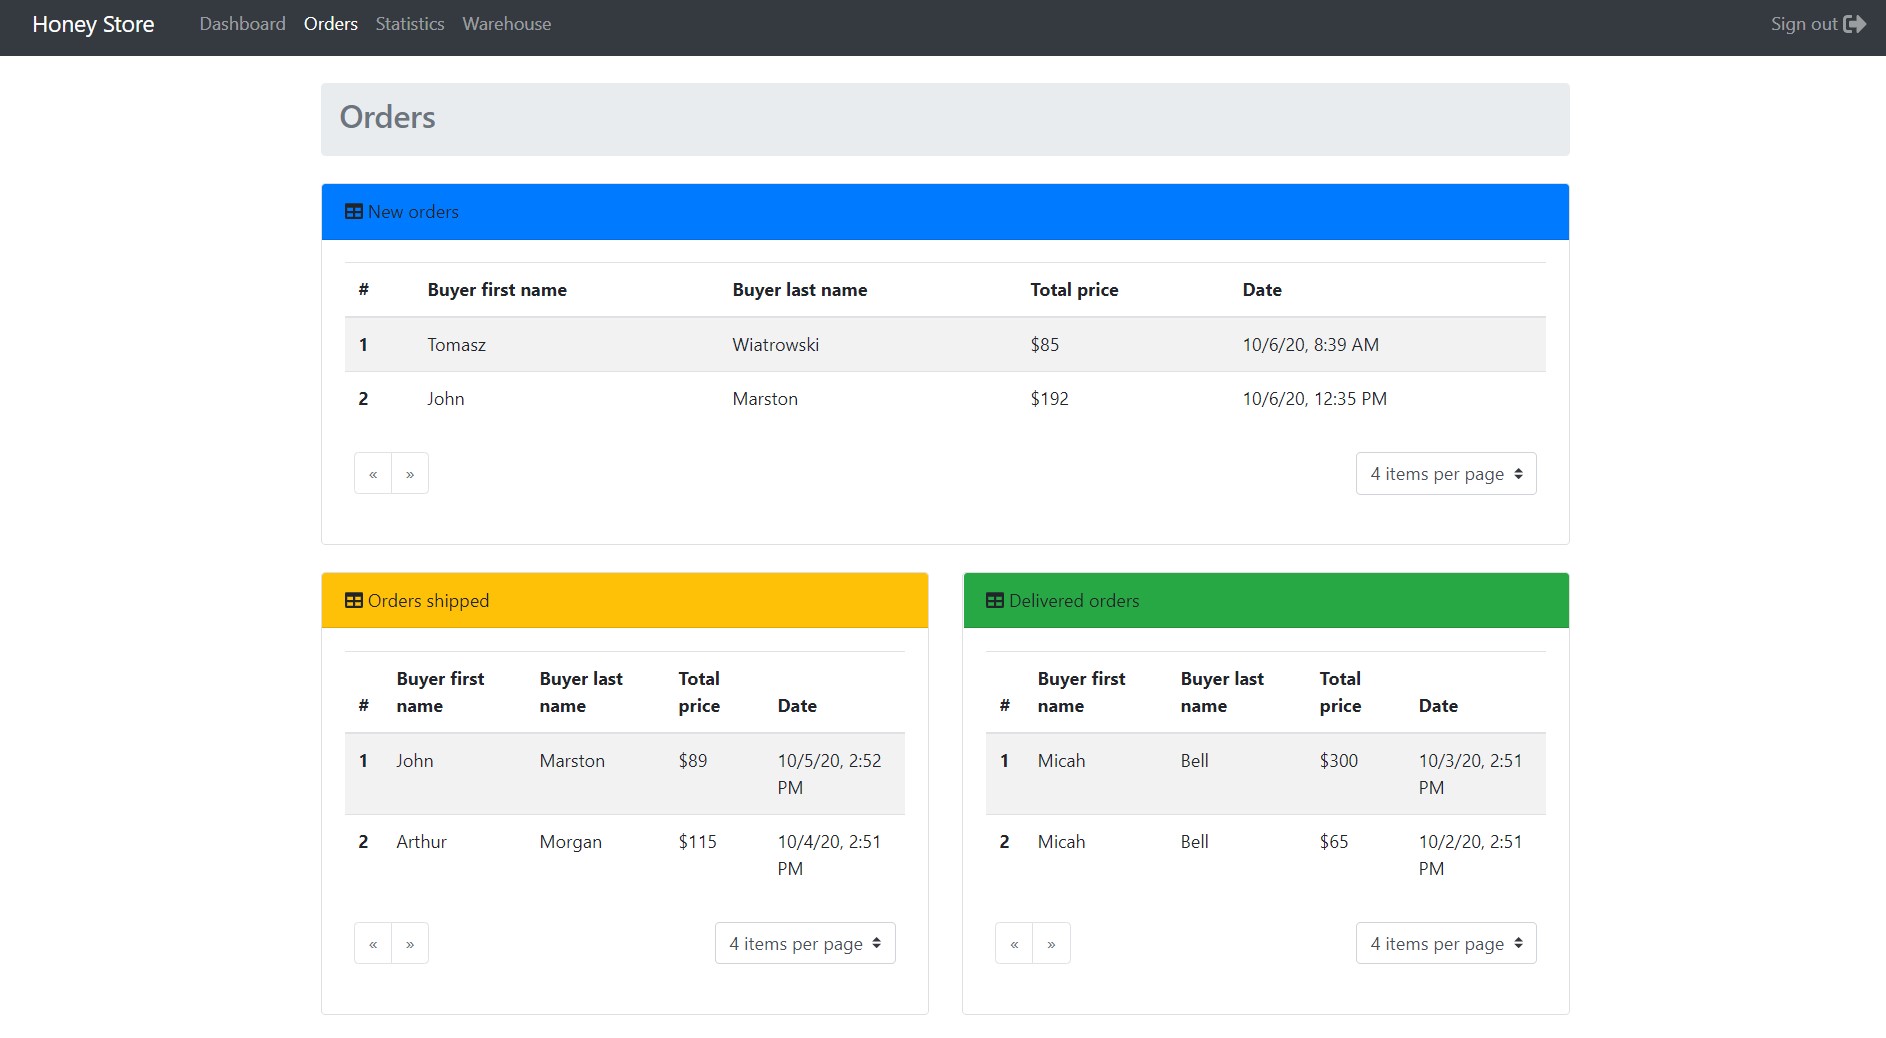 Honey Store Dashboard Orders Statistics Warehouse Sign out
Orders
New orders
# Buyer first name Buyer last name Total price Date
1 Tomasz Wiatrowski $85 10/6/20, 8:39 AM
2 John Marston $192 10/6/20, 12:35 PM
« » 4 items per page
Orders shipped
# Buyer first name Buyer last name Total price Date
1 John Marston $89 10/5/20, 2:52 PM
2 Arthur Morgan $115 10/4/20, 2:51 PM
« » 4 items per page
Delivered orders
# Buyer first name Buyer last name Total price Date
1 Micah Bell $300 10/3/20, 2:51 PM
2 Micah Bell $65 10/2/20, 2:51 PM
« » 4 items per page